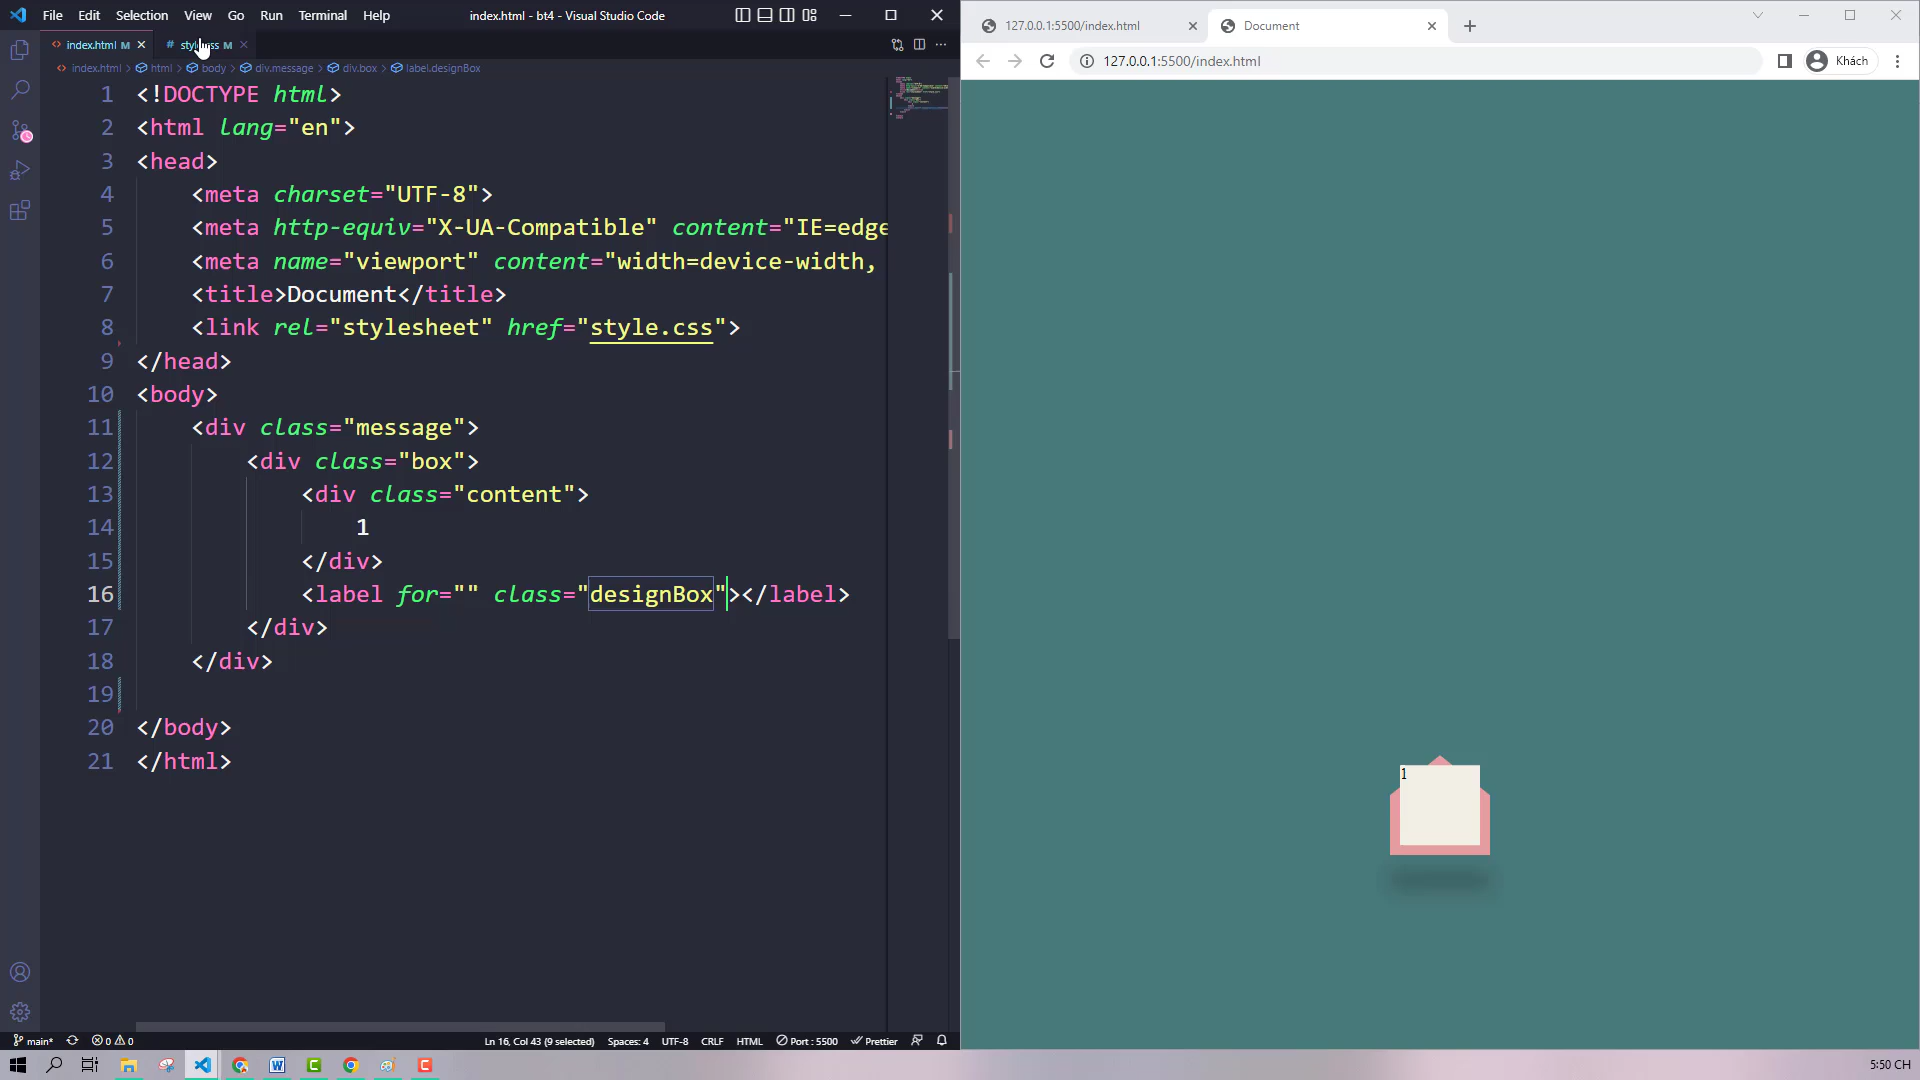 File Edit Selection View Go Run Terminal Help
index.html - bt4 - Visual Studio Code
index.html M
style.css M
index.html > html > body > div.message > div.box > label.designBox
1 <!DOCTYPE html>
2 <html lang="en">
3 <head>
4 <meta charset="UTF-8">
5 <meta http-equiv="X-UA-Compatible" content="IE=edge
6 <meta name="viewport" content="width=device-width,
7 <title>Document</title>
8 <link rel="stylesheet" href="style.css">
9 </head>
10 <body>
11 <div class="message">
12 <div class="box">
13 <div class="content">
14 1
15 </div>
16 <label for="" class="designBox"></label>
17 </div>
18 </div>
19
20 </body>
21 </html>
main* 0 0 Ln 16, Col 43 (9 selected) Spaces: 4 UTF-8 CRLF HTML Port : 5500 Prettier
127.0.0.1:5500/index.html
Document
127.0.0.1:5500/index.html
Khách
1
5:50 CH